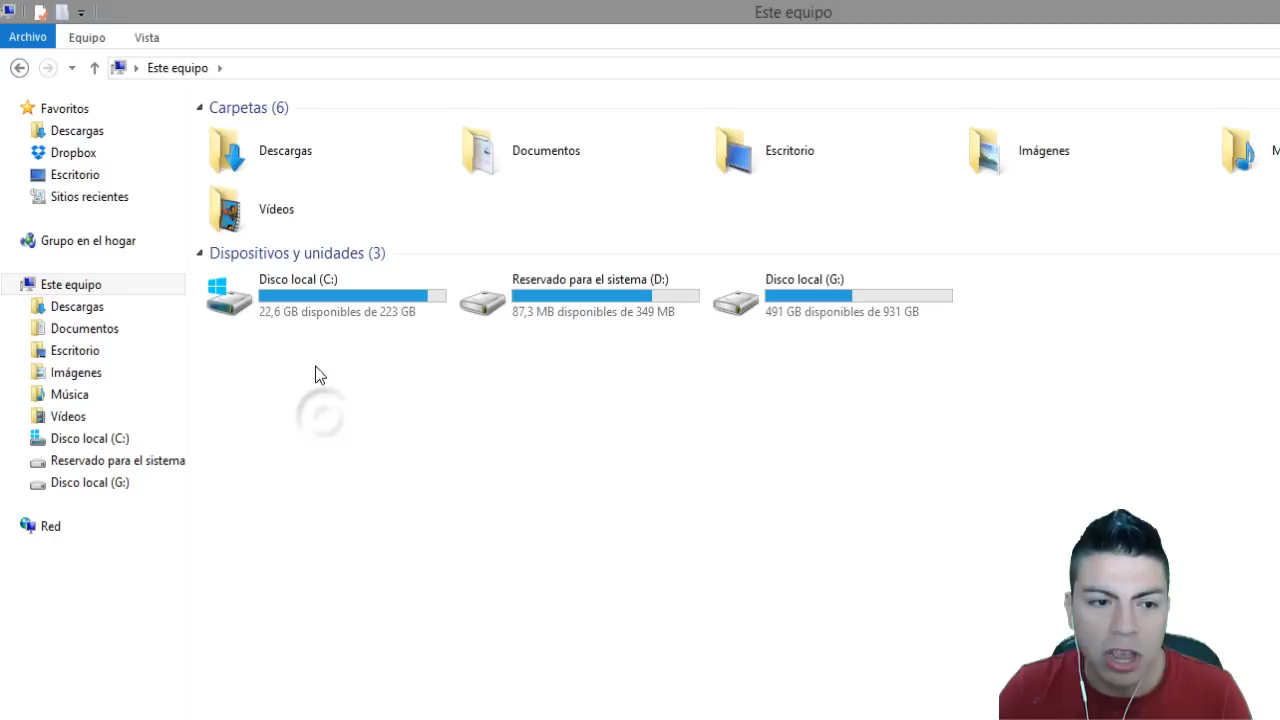 Este equipo
Archivo
Equipo
Vista
Este equipo
Favoritos
Descargas
Dropbox
Escritorio
Sitios recientes
Grupo en el hogar
Este equipo
Descargas
Documentos
Escritorio
Imágenes
Música
Vídeos
Disco local (C:)
Reservado para el sistema
Disco local (G:)
Red
Carpetas (6)
Descargas
Documentos
Escritorio
Imágenes
M
Vídeos
Dispositivos y unidades (3)
Disco local (C:)
22,6 GB disponibles de 223 GB
Reservado para el sistema (D:)
87,3 MB disponibles de 349 MB
Disco local (G:)
491 GB disponibles de 931 GB